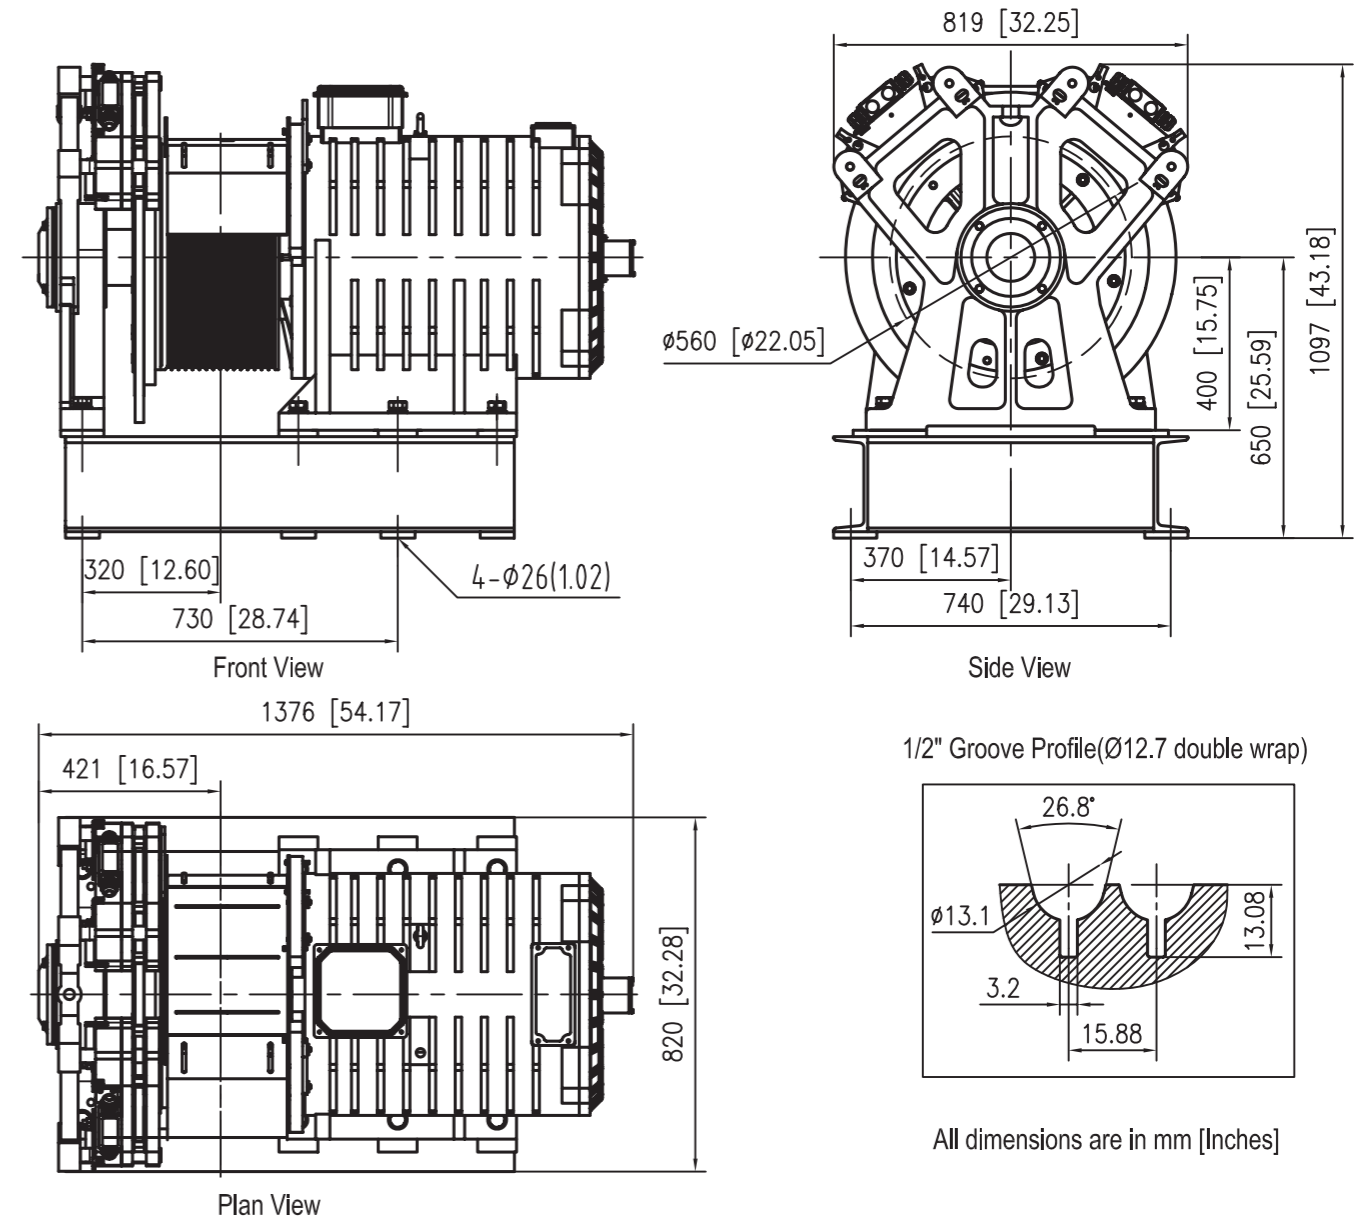 819 [32.25]
ø560 [ø22.05]
400 [15.75]
650 [25.59]
1097 [43.18]
320 [12.60]
4-Ø26(1.02)
730 [28.74]
370 [14.57]
740 [29.13]
Front View
Side View
1376 [54.17]
421 [16.57]
820 [32.28]
Plan View
1/2" Groove Profile(Ø12.7 double wrap)
26.8°
ø13.1
13.08
3.2
15.88
All dimensions are in mm [Inches]